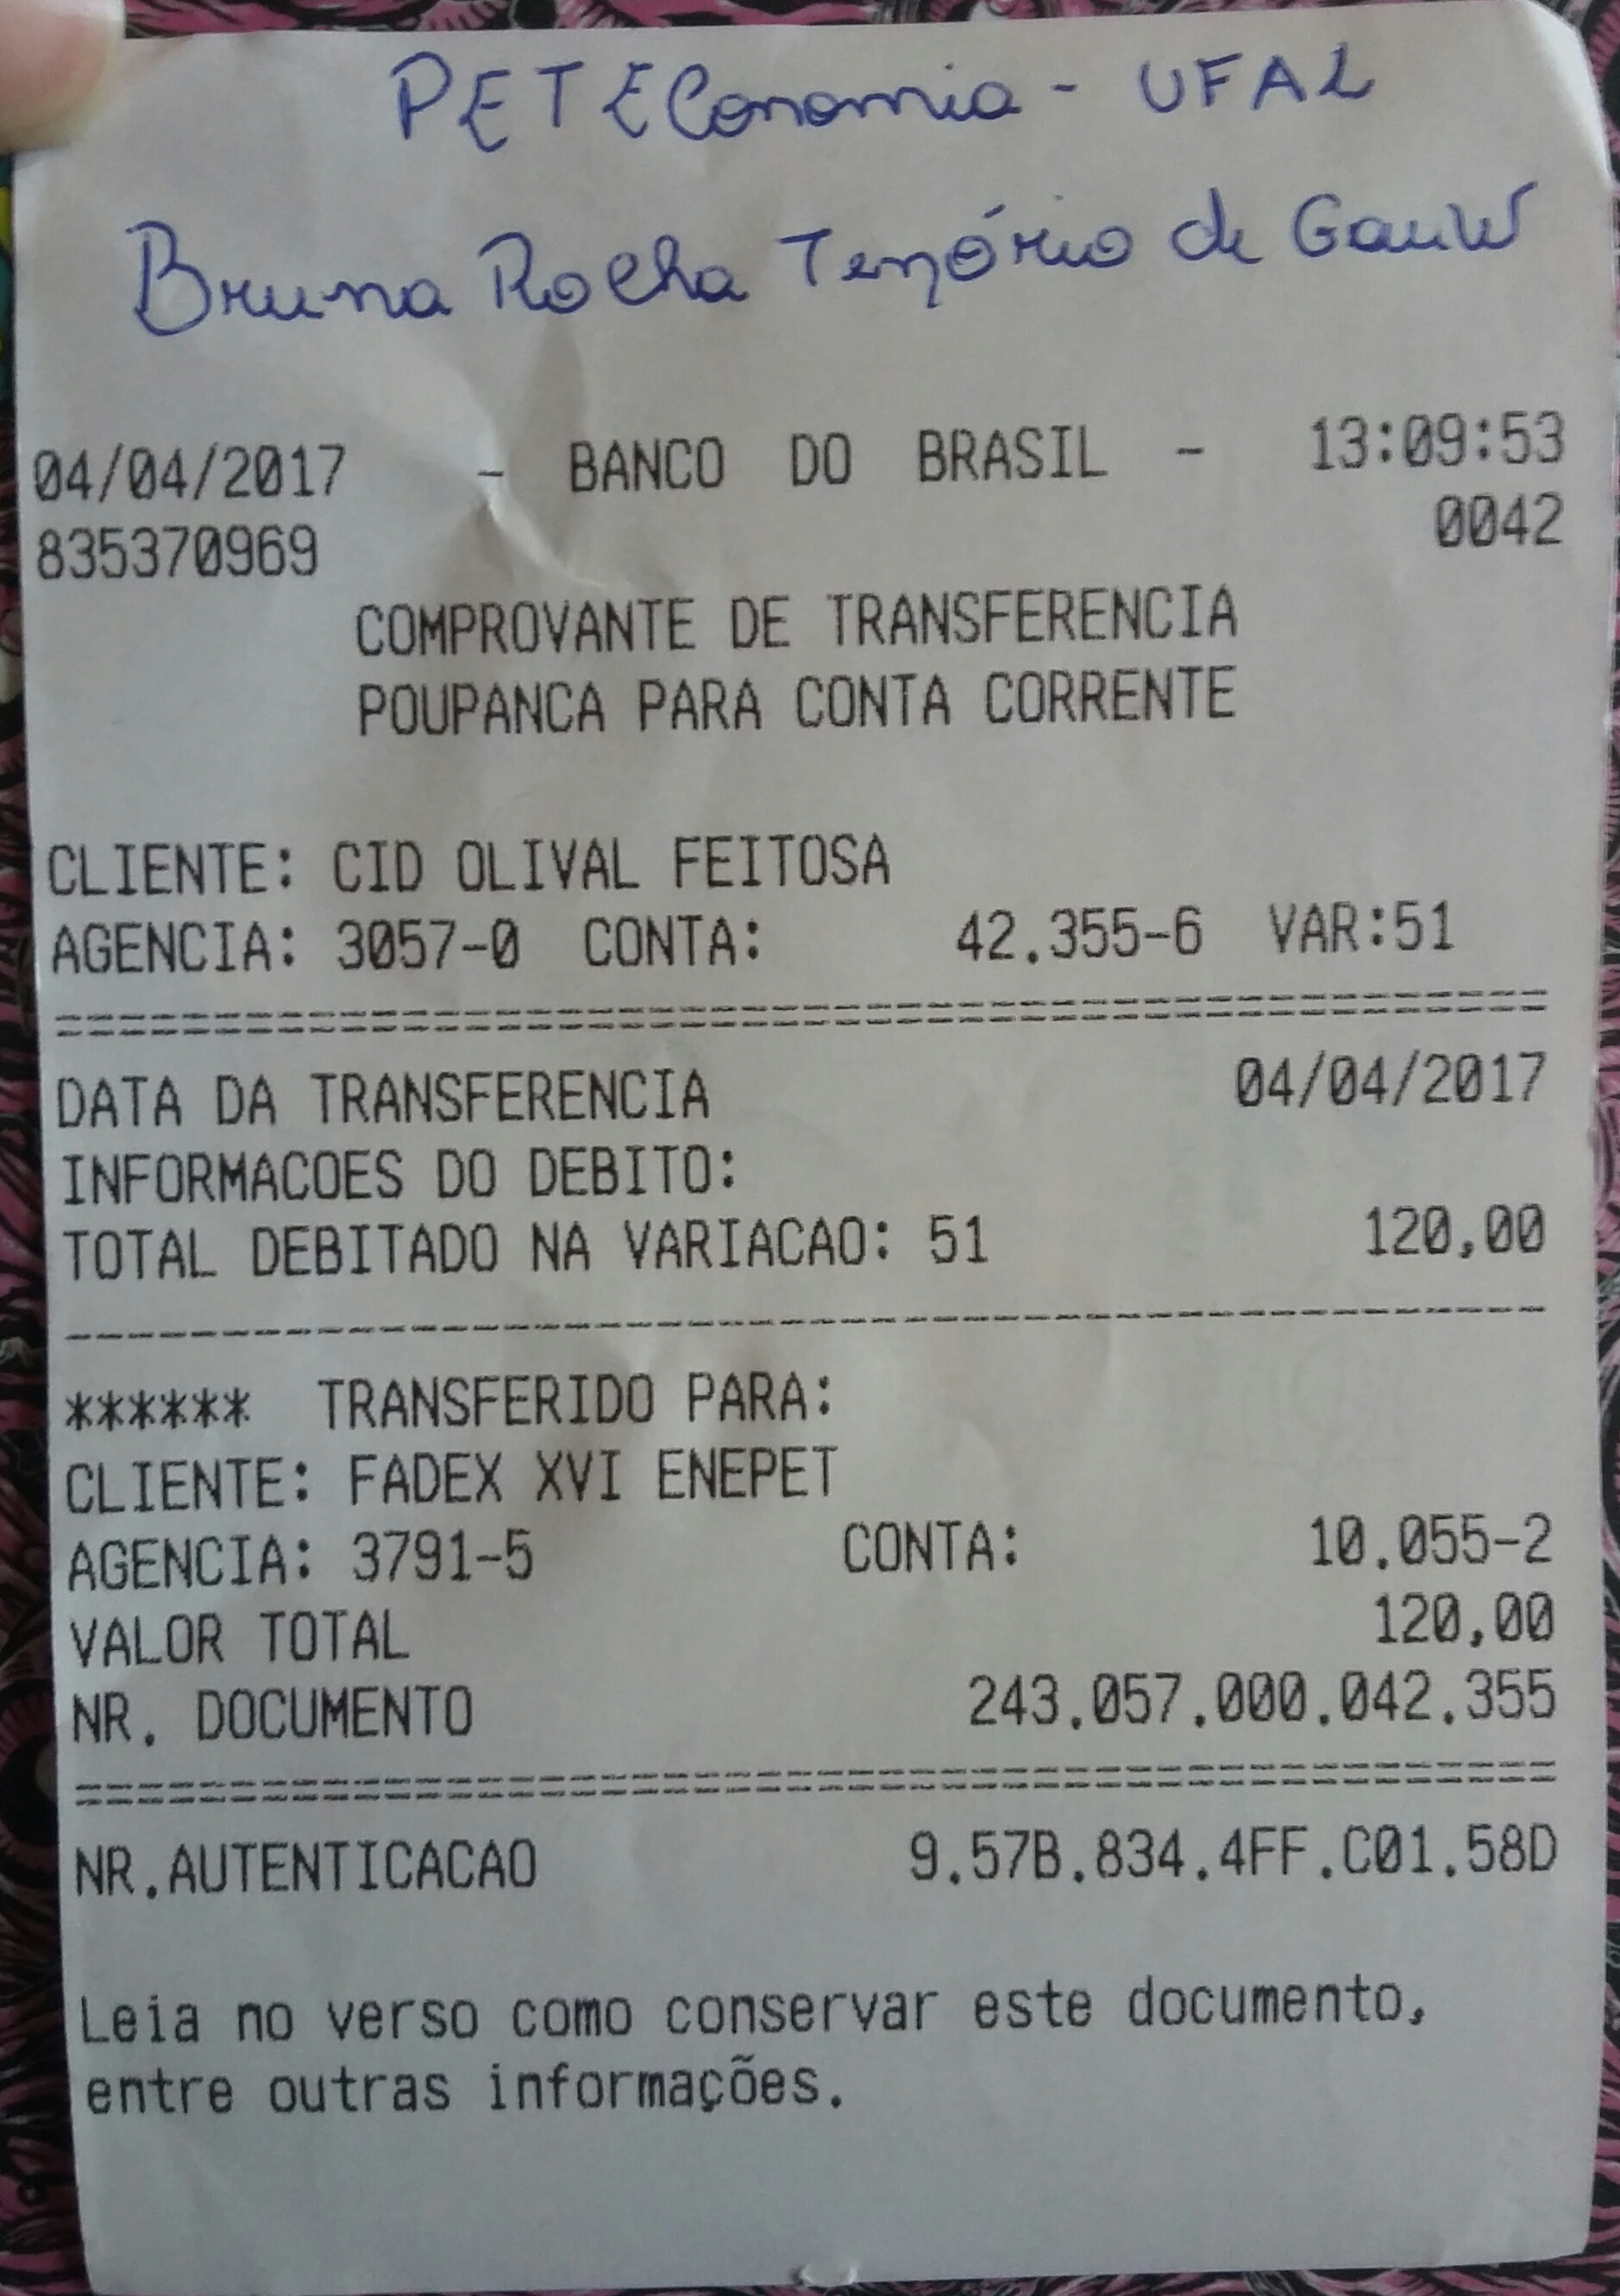 PET Economia - UFAL
Bruna Rocha Tenório de
04/04/2017 - BANCO DO BRASIL - 13:09:53
835370969 0042
COMPROVANTE DE TRANSFERENCIA
POUPANCA PARA CONTA CORRENTE
CLIENTE: CID OLIVAL FEITOSA
AGENCIA: 3057-0 CONTA: 42.355-6 VAR:51
DATA DA TRANSFERENCIA 04/04/2017
INFORMACOES DO DEBITO:
TOTAL DEBITADO NA VARIACAO: 51 120,00
****** TRANSFERIDO PARA:
CLIENTE: FADEX XVI ENEPET
AGENCIA: 3791-5 CONTA: 10.055-2
VALOR TOTAL 120,00
NR. DOCUMENTO 243.057.000.042.355
NR.AUTENTICACAO 9.57B.834.4FF.C01.58D
Leia no verso como conservar este documento,
entre outras informações.